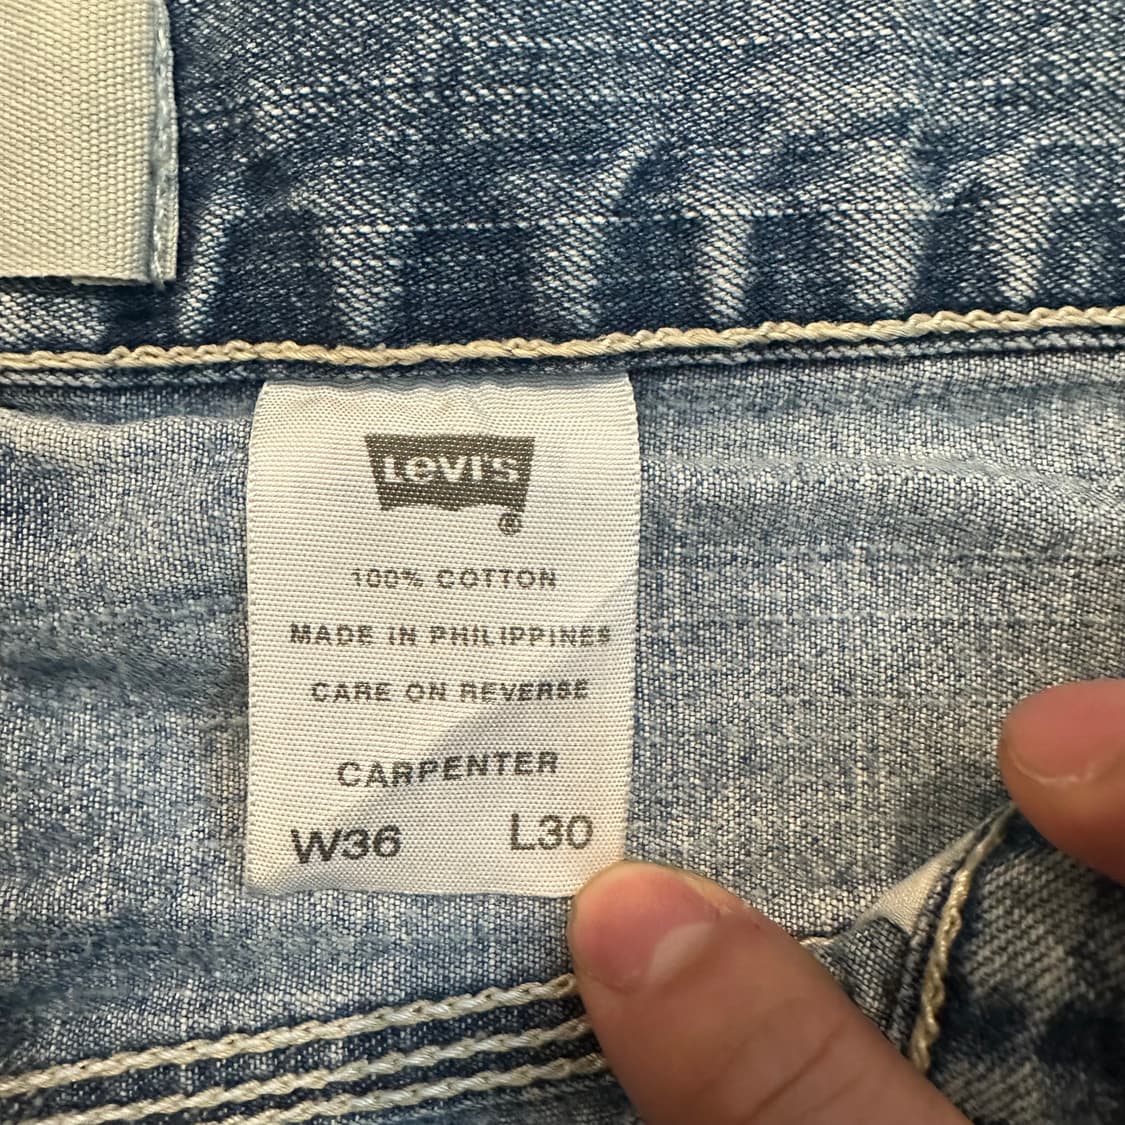 Levi's
®
100% COTTON
MADE IN PHILIPPINES
CARE ON REVERSE
CARPENTER
W36 L30